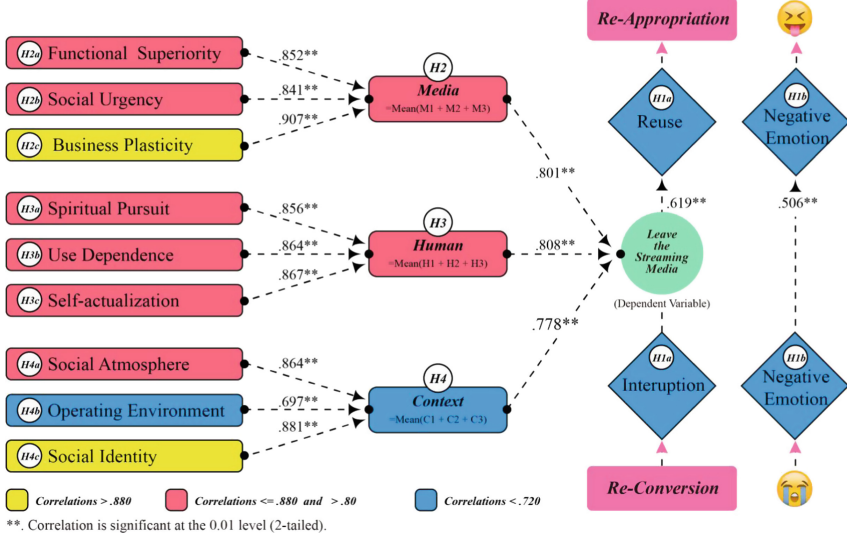 H2a Functional Superiority
.852**
H2b Social Urgency
.841**
H2c Business Plasticity
.907**
H2
Media
=Mean(M1 + M2 + M3)
.801**
H3a Spiritual Pursuit
.856**
H3b Use Dependence
.864**
H3c Self-actualization
.867**
H3
Human
=Mean(H1 + H2 + H3)
.808**
H4a Social Atmosphere
.864**
H4b Operating Environment
.697**
H4c Social Identity
.881**
H4
Context
=Mean(C1 + C2 + C3)
.778**
Re-Appropriation
H1a
Reuse
.619**
Leave
the
Streaming
Media
(Dependent Variable)
H1a
Interuption
Re-Conversion
H1b
Negative
Emotion
.506**
H1b
Negative
Emotion
Correlations > .880
Correlations <= .880 and > .80
Correlations < .720
**. Correlation is significant at the 0.01 level (2-tailed).